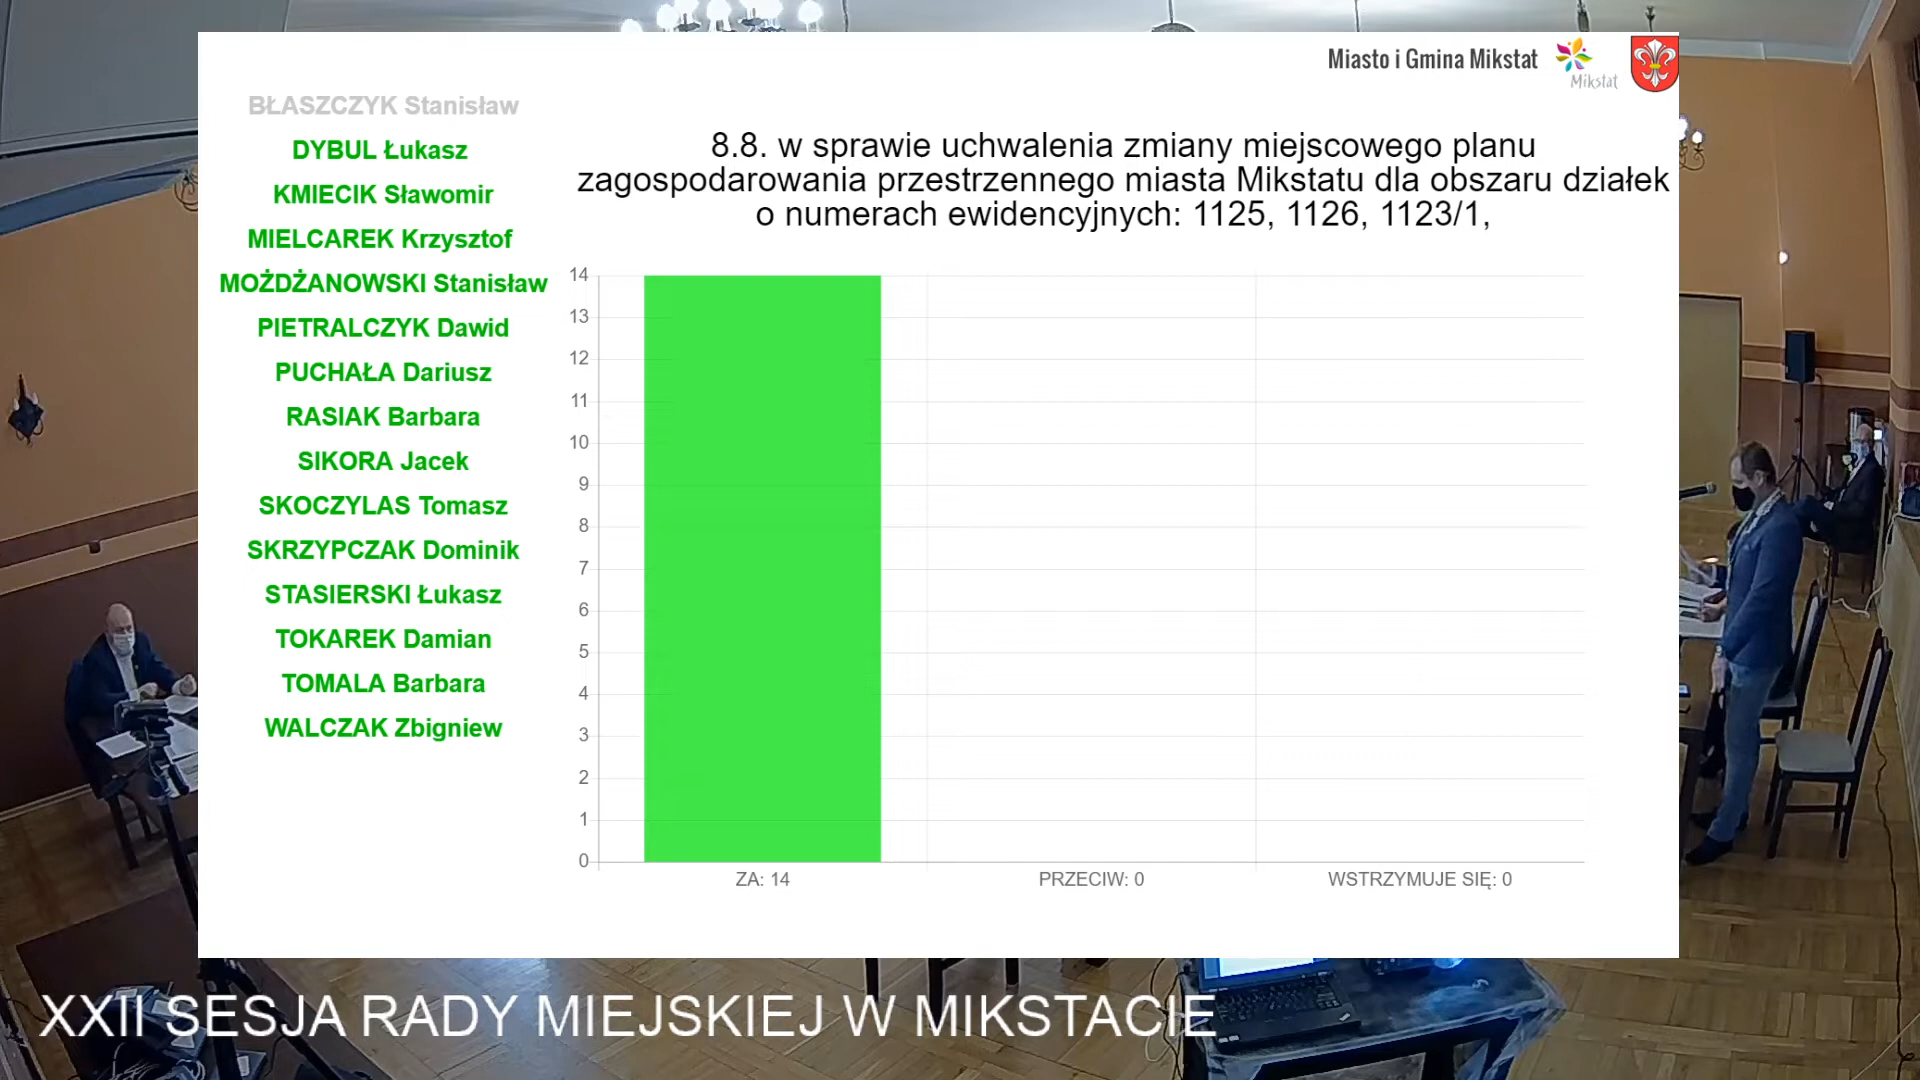 Miasto i Gmina Mikstat
Mikstat
BŁASZCZYK Stanisław
DYBUL Łukasz
KMIECIK Sławomir
MIELCAREK Krzysztof
MOŻDŻANOWSKI Stanisław
PIETRALCZYK Dawid
PUCHAŁA Dariusz
RASIAK Barbara
SIKORA Jacek
SKOCZYLAS Tomasz
SKRZYPCZAK Dominik
STASIERSKI Łukasz
TOKAREK Damian
TOMALA Barbara
WALCZAK Zbigniew
8.8. w sprawie uchwalenia zmiany miejscowego planu
zagospodarowania przestrzennego miasta Mikstatu dla obszaru działek
o numerach ewidencyjnych: 1125, 1126, 1123/1,
14
13
12
11
10
9
8
7
6
5
4
3
2
1
0
ZA: 14
PRZECIW: 0
WSTRZYMUJE SIĘ: 0
XXII SESJA RADY MIEJSKIEJ W MIKSTACIE